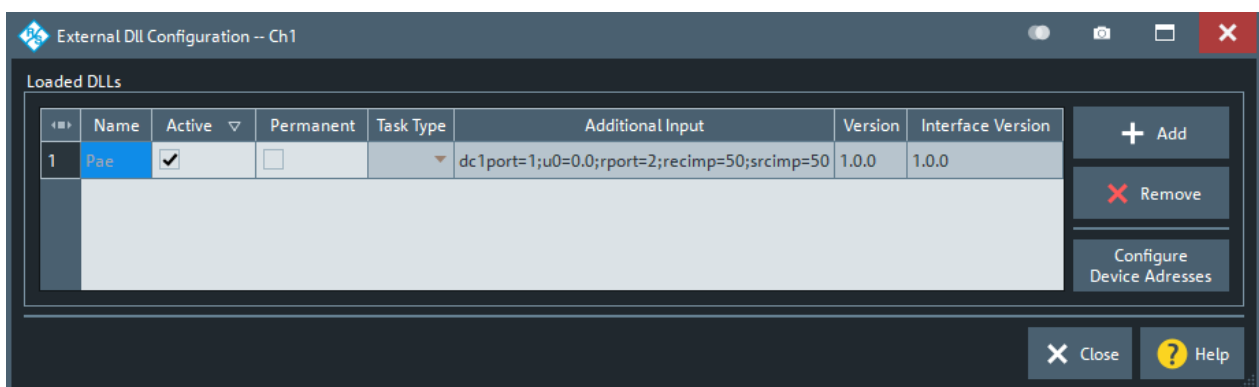 External Dll Configuration -- Ch1
Loaded DLLs
Name Active Permanent Task Type Additional Input Version Interface Version
1 Pae dc1port=1;u0=0.0;rport=2;recimp=50;srcimp=50 1.0.0 1.0.0
Add
Remove
Configure
Device Adresses
Close
? Help